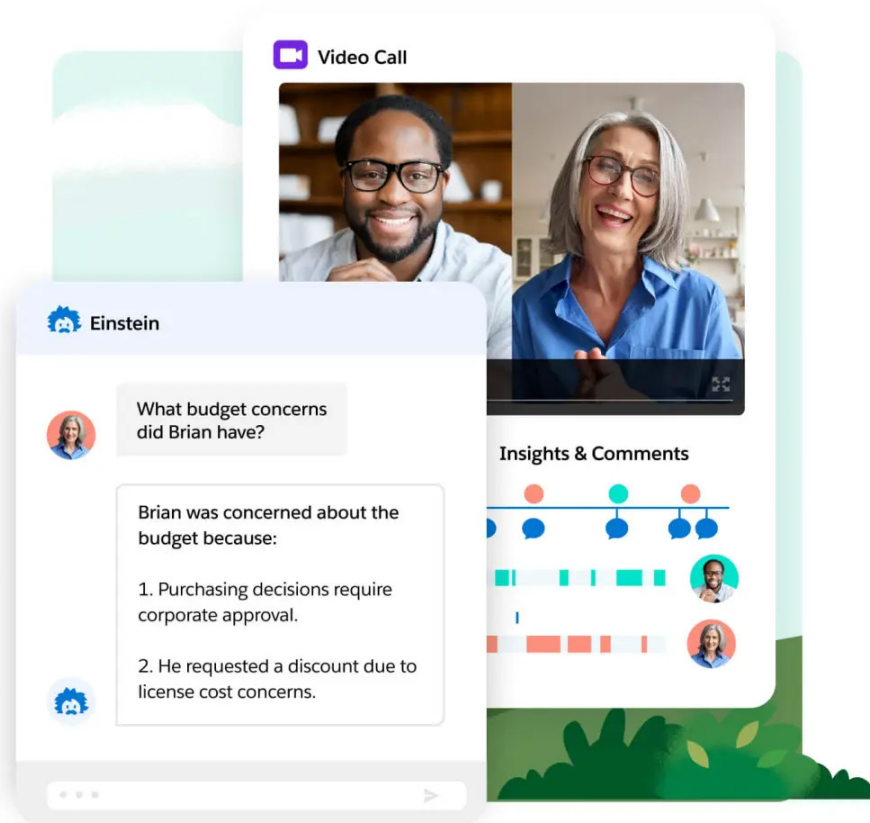 Video Call
Einstein
What budget concerns
did Brian have?
Brian was concerned about the
budget because:
1. Purchasing decisions require
corporate approval.
2. He requested a discount due to
license cost concerns.
Insights & Comments